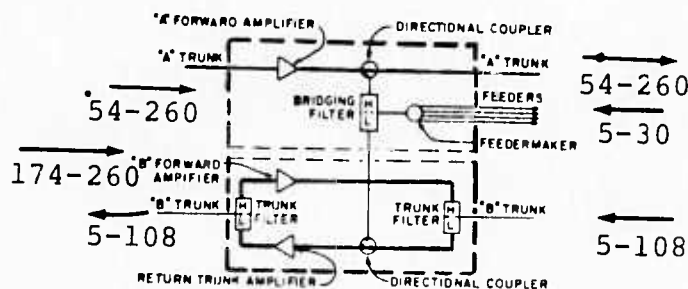 "A" FORWARD AMPLIFIER
DIRECTIONAL COUPLER
"A" TRUNK
"A" TRUNK
54-260
54-260
BRIDGING
FILTER
H
L
FEEDERS
5-30
FEEDERMAKER
174-260
"B" FORWARD
AMPIFIER
"B" TRUNK
H
L
TRUNK
FILTER
TRUNK
FILTER
H
L
"B" TRUNK
5-108
5-108
RETURN TRUNK AMPLIFIER
DIRECTIONAL COUPLER